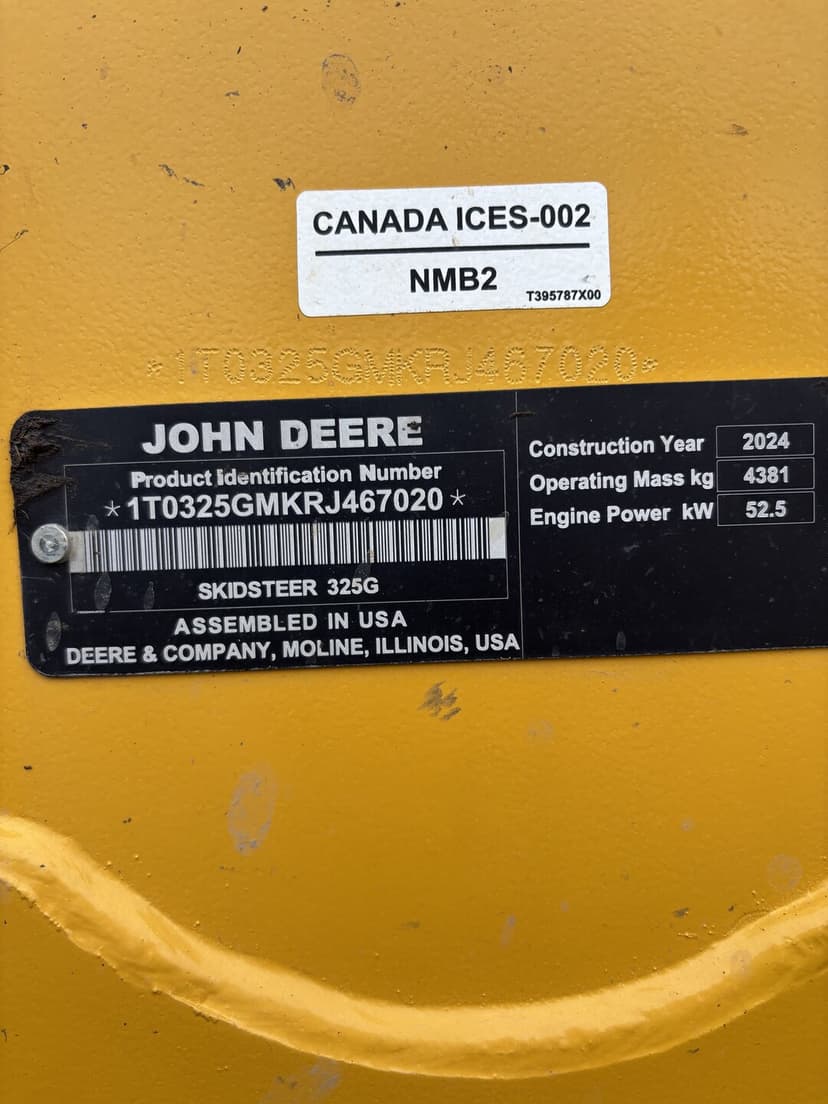 CANADA ICES-002
NMB2
T395787X00
*1T0325GMKRJ467020*
JOHN DEERE
Product Identification Number
*1T0325GMKRJ467020*
SKIDSTEER 325G
ASSEMBLED IN USA
DEERE & COMPANY, MOLINE, ILLINOIS, USA
Construction Year 2024
Operating Mass kg 4381
Engine Power kW 52.5